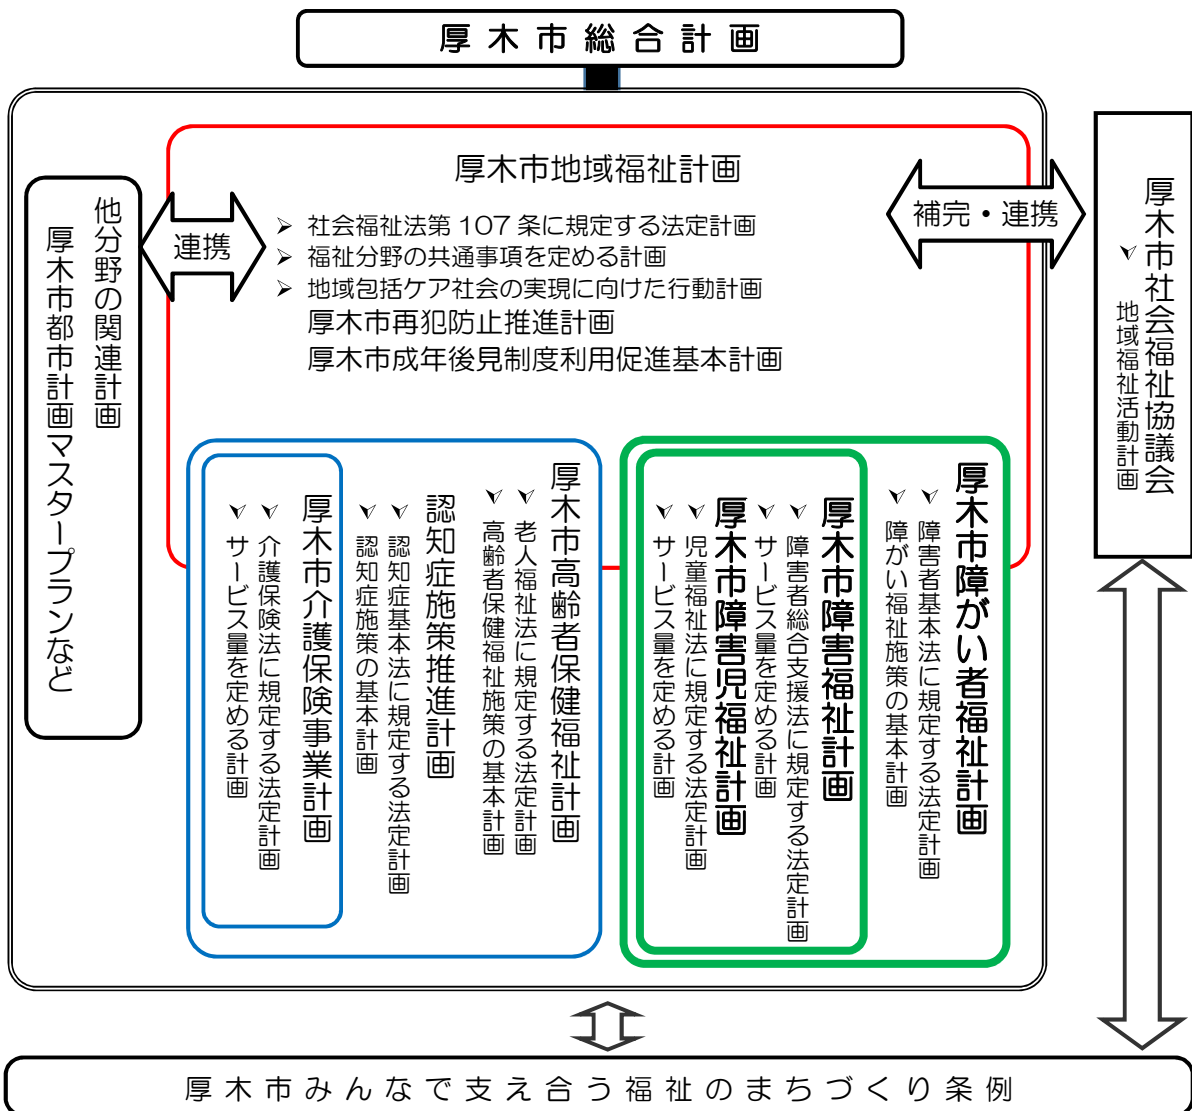 厚木市総合計画
厚木市地域福祉計画
➢ 社会福祉法第107条に規定する法定計画
➢ 福祉分野の共通事項を定める計画
➢ 地域包括ケア社会の実現に向けた行動計画
厚木市再犯防止推進計画
厚木市成年後見制度利用促進基本計画
連携
補完・連携
他分野の関連計画
厚木市都市計画マスタープランなど
厚木市社会福祉協議会
➢ 地域福祉活動計画
厚木市障がい者福祉計画
➢ 障害者基本法に規定する法定計画
➢ 障がい福祉施策の基本計画
厚木市障害福祉計画
➢ 障害者総合支援法に規定する法定計画
➢ サービス量を定める計画
厚木市障害児福祉計画
➢ 児童福祉法に規定する法定計画
➢ サービス量を定める計画
厚木市高齢者保健福祉計画
➢ 老人福祉法に規定する法定計画
➢ 高齢者保健福祉施策の基本計画
認知症施策推進計画
➢ 認知症基本法に規定する法定計画
➢ 認知症施策の基本計画
厚木市介護保険事業計画
➢ 介護保険法に規定する法定計画
➢ サービス量を定める計画
厚木市みんなで支え合う福祉のまちづくり条例